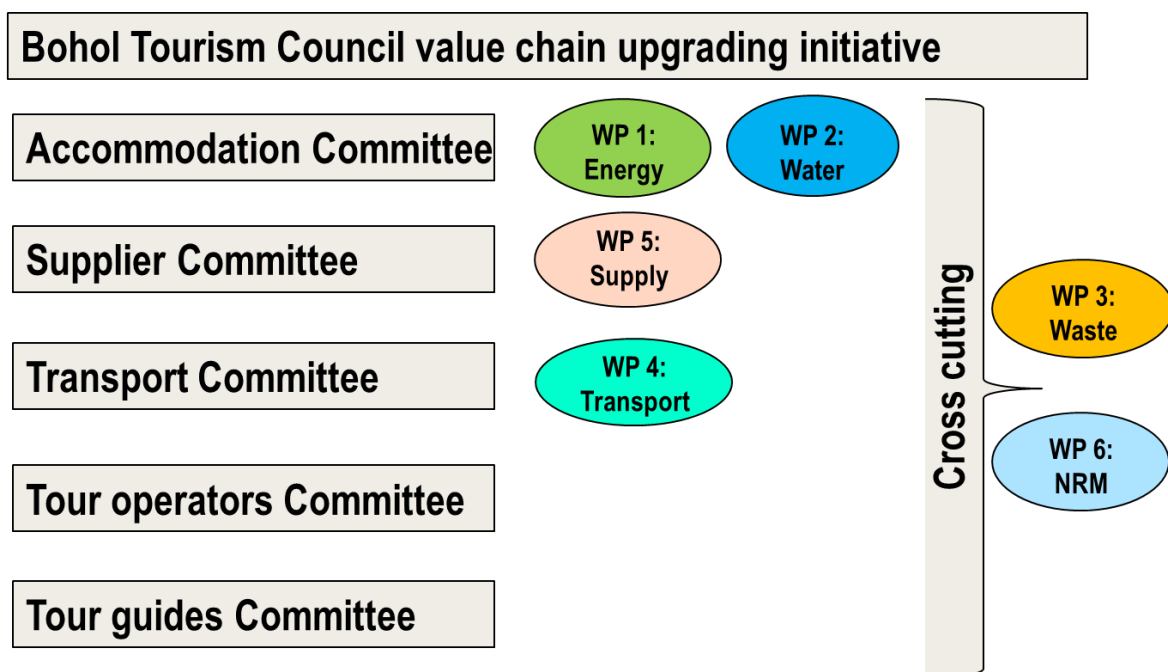 Bohol Tourism Council value chain upgrading initiative
Accommodation Committee
WP 1:
Energy
WP 2:
Water
Supplier Committee
WP 5:
Supply
Transport Committee
WP 4:
Transport
Tour operators Committee
Tour guides Committee
Cross cutting
WP 3:
Waste
WP 6:
NRM